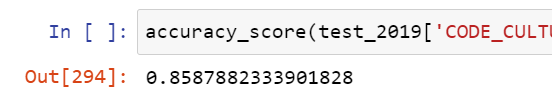 In [ ]: accuracy_score(test_2019['CODE_CULTU
Out[294]: 0.8587882333901828